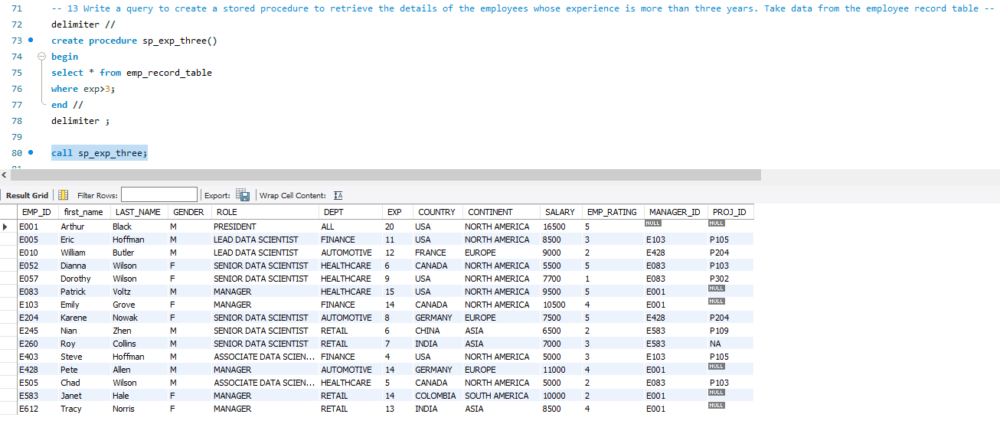 71 -- 13 Write a query to create a stored procedure to retrieve the details of the employees whose experience is more than three years. Take data from the employee record table --
72 delimiter //
73 create procedure sp_exp_three()
74 begin
75 select * from emp_record_table
76 where exp>3;
77 end //
78 delimiter ;
79
80 call sp_exp_three;
Result Grid Filter Rows: Export: Wrap Cell Content:
EMP_ID first_name LAST_NAME GENDER ROLE DEPT EXP COUNTRY CONTINENT SALARY EMP_RATING MANAGER_ID PROJ_ID
E001 Arthur Black M PRESIDENT ALL 20 USA NORTH AMERICA 16500 5 NULL NULL
E005 Eric Hoffman M LEAD DATA SCIENTIST FINANCE 11 USA NORTH AMERICA 8500 3 E103 P105
E010 William Butler M LEAD DATA SCIENTIST AUTOMOTIVE 12 FRANCE EUROPE 9000 2 E428 P204
E052 Dianna Wilson F SENIOR DATA SCIENTIST HEALTHCARE 6 CANADA NORTH AMERICA 5500 5 E083 P103
E057 Dorothy Wilson F SENIOR DATA SCIENTIST HEALTHCARE 9 USA NORTH AMERICA 7700 1 E083 P302
E083 Patrick Voltz M MANAGER HEALTHCARE 15 USA NORTH AMERICA 9500 5 E001 NULL
E103 Emily Grove F MANAGER FINANCE 14 CANADA NORTH AMERICA 10500 4 E001 NULL
E204 Karene Nowak F SENIOR DATA SCIENTIST AUTOMOTIVE 8 GERMANY EUROPE 7500 5 E428 P204
E245 Nian Zhen M SENIOR DATA SCIENTIST RETAIL 6 CHINA ASIA 6500 2 E583 P109
E260 Roy Collins M SENIOR DATA SCIENTIST RETAIL 7 INDIA ASIA 7000 3 E583 NA
E403 Steve Hoffman M ASSOCIATE DATA SCIEN... FINANCE 4 USA NORTH AMERICA 5000 3 E103 P105
E428 Pete Allen M MANAGER AUTOMOTIVE 14 GERMANY EUROPE 11000 4 E001 NULL
E505 Chad Wilson M ASSOCIATE DATA SCIEN... HEALTHCARE 5 CANADA NORTH AMERICA 5000 2 E083 P103
E583 Janet Hale F MANAGER RETAIL 14 COLOMBIA SOUTH AMERICA 10000 2 E001 NULL
E612 Tracy Norris F MANAGER RETAIL 13 INDIA ASIA 8500 4 E001 NULL